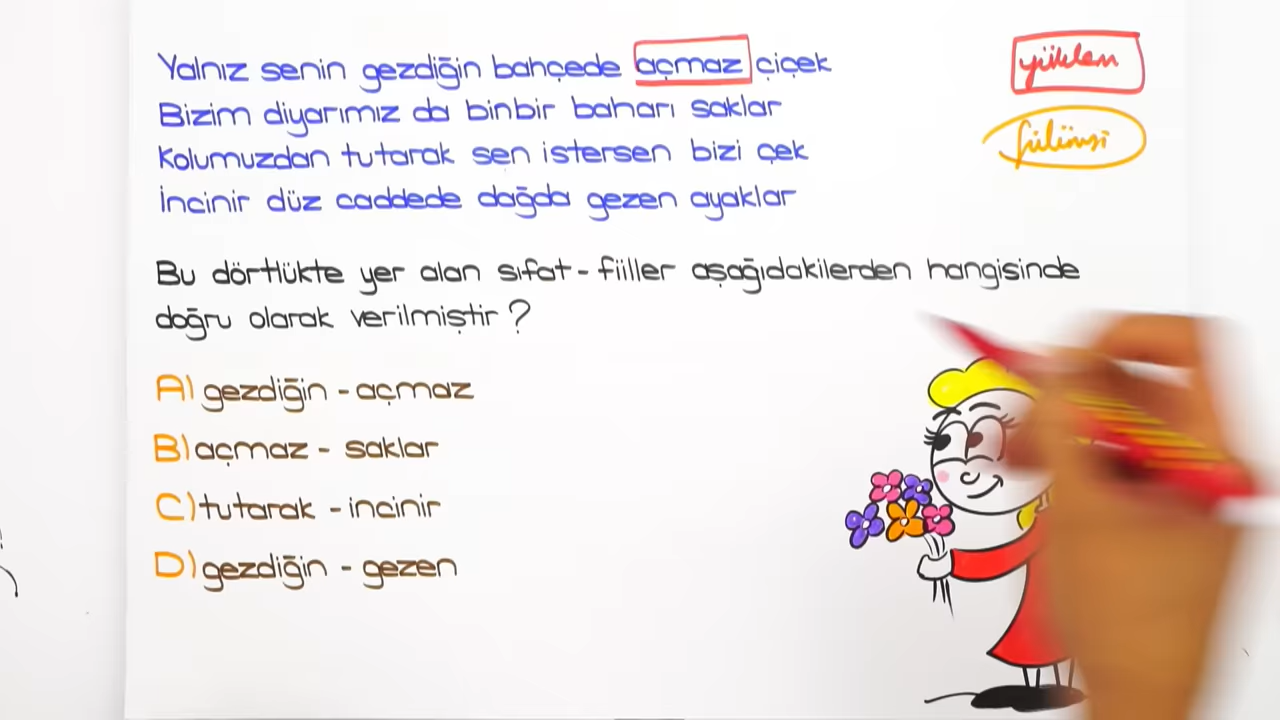 Yalnız senin gezdiğin bahçede açmaz çiçek
Bizim diyarımız da binbir baharı saklar
Kolumuzdan tutarak sen istersen bizi çek
İncinir düz caddede dağda gezen ayaklar
yüklem
fiilimsi
Bu dörtlükte yer alan sıfat-fiiller aşağıdakilerden hangisinde
doğru olarak verilmiştir?
A) gezdiğin - açmaz
B) açmaz - saklar
C) tutarak - incinir
D) gezdiğin - gezen